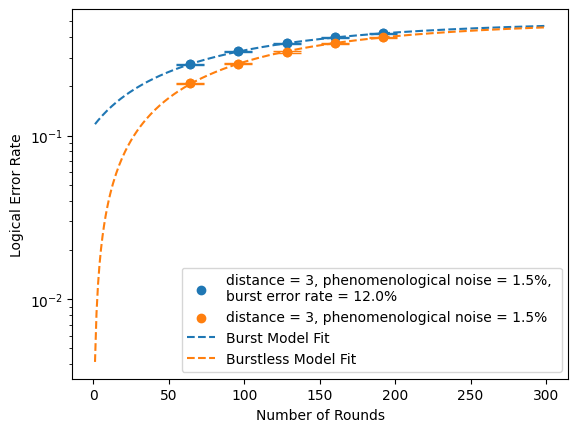 10⁻¹
10⁻²
Logical Error Rate
distance = 3, phenomenological noise = 1.5%,
burst error rate = 12.0%
distance = 3, phenomenological noise = 1.5%
Burst Model Fit
Burstless Model Fit
0 50 100 150 200 250 300
Number of Rounds